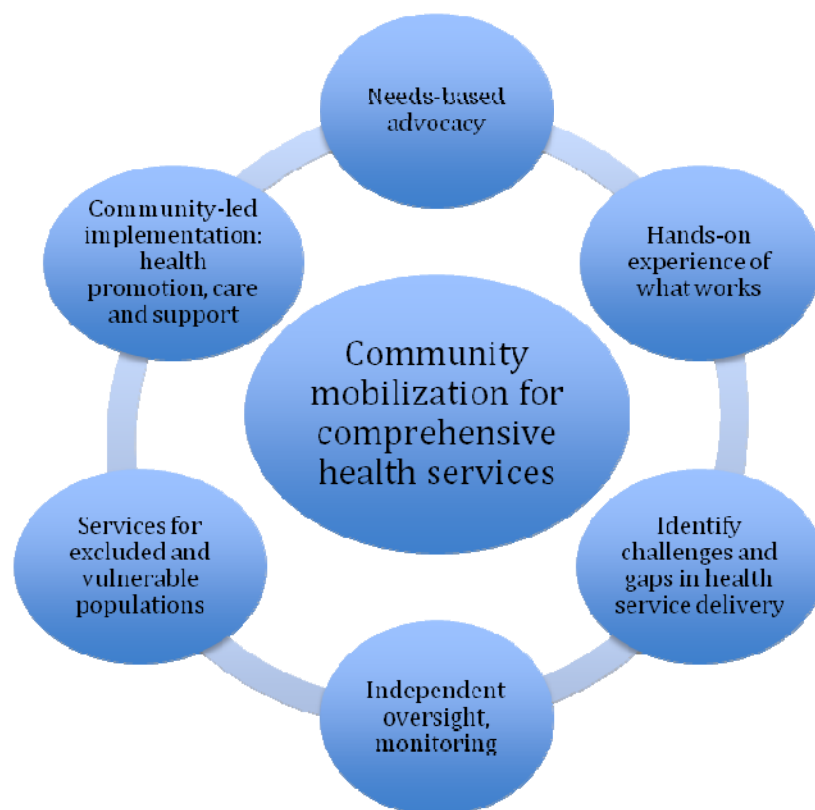 Needs-based
advocacy
Hands-on
experience of
what works
Identify
challenges and
gaps in health
service delivery
Independent
oversight,
monitoring
Services for
excluded and
vulnerable
populations
Community-led
implementation:
health
promotion, care
and support
Community
mobilization for
comprehensive
health services